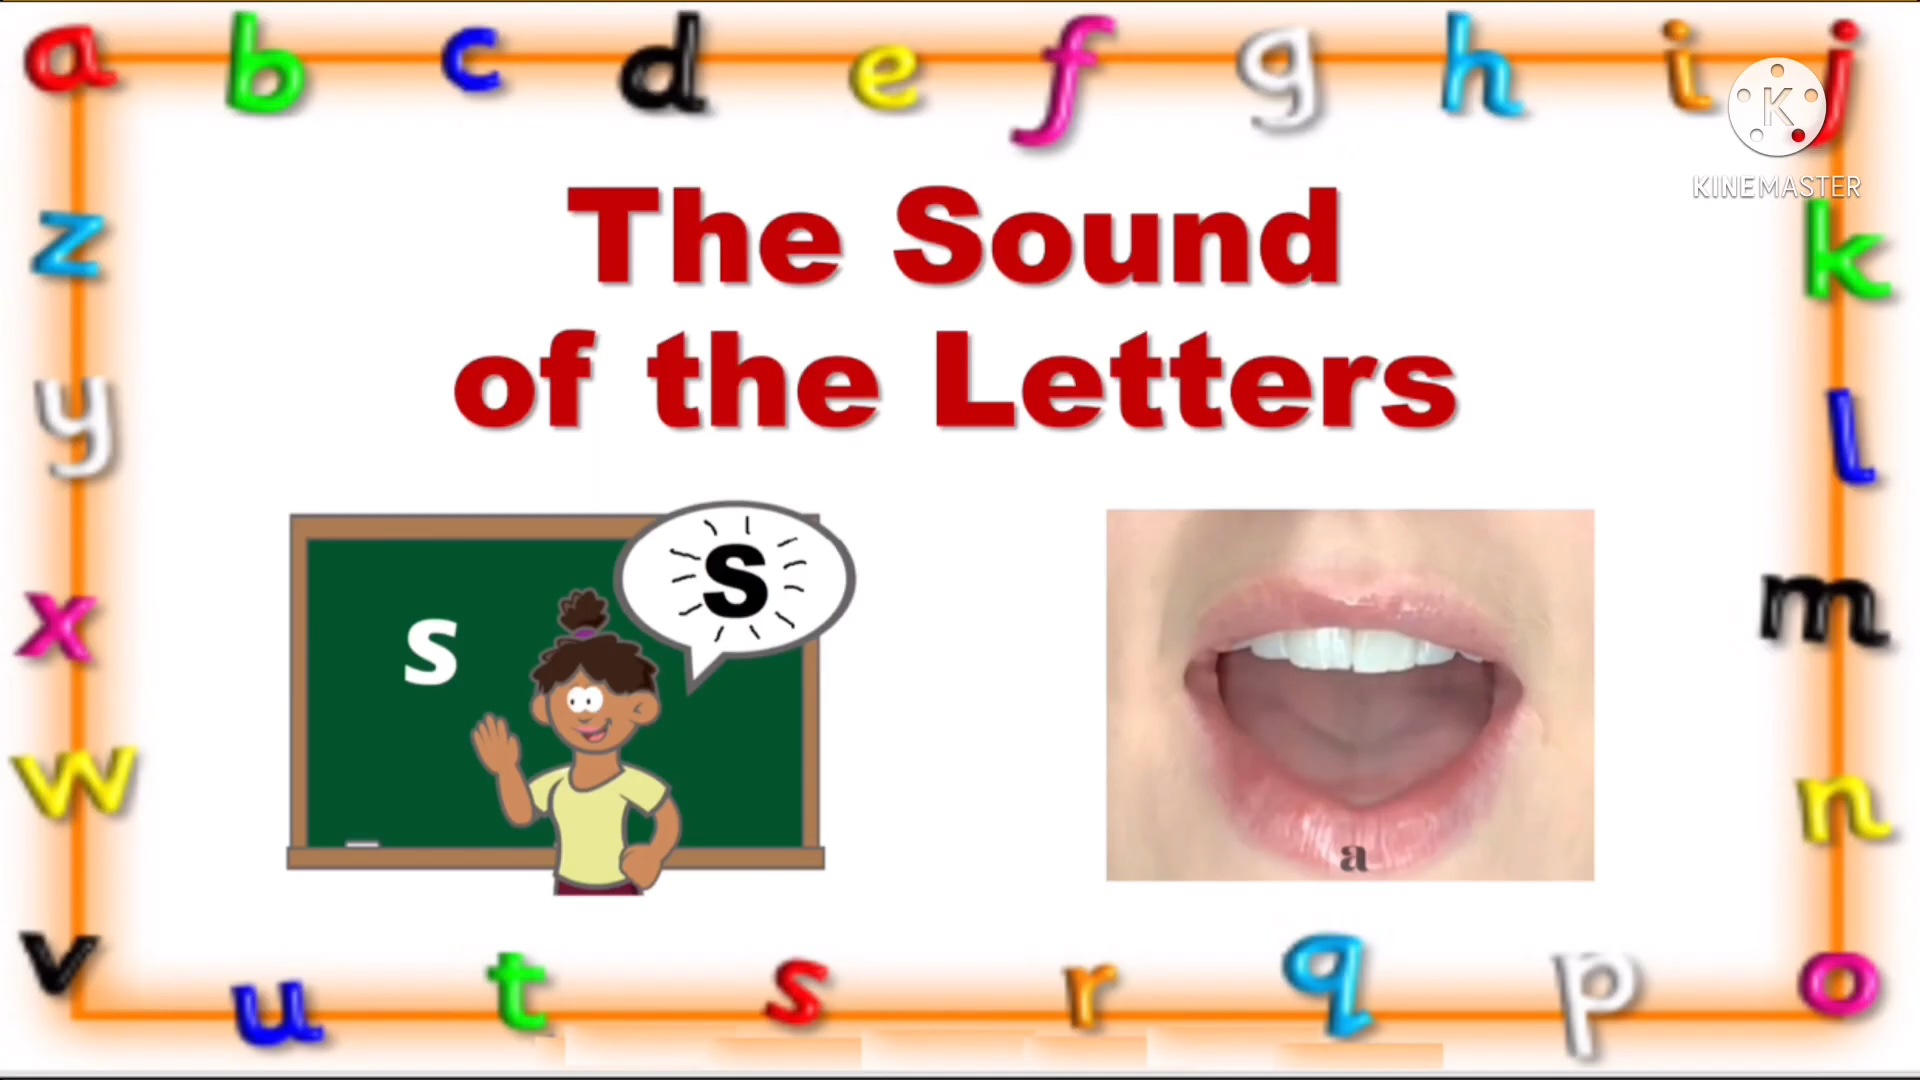 a b c d e f g h i j
K
KINEMASTER
The Sound
of the Letters
z
k
y
l
s
s
x
m
w
n
a
v
u t s r q p o